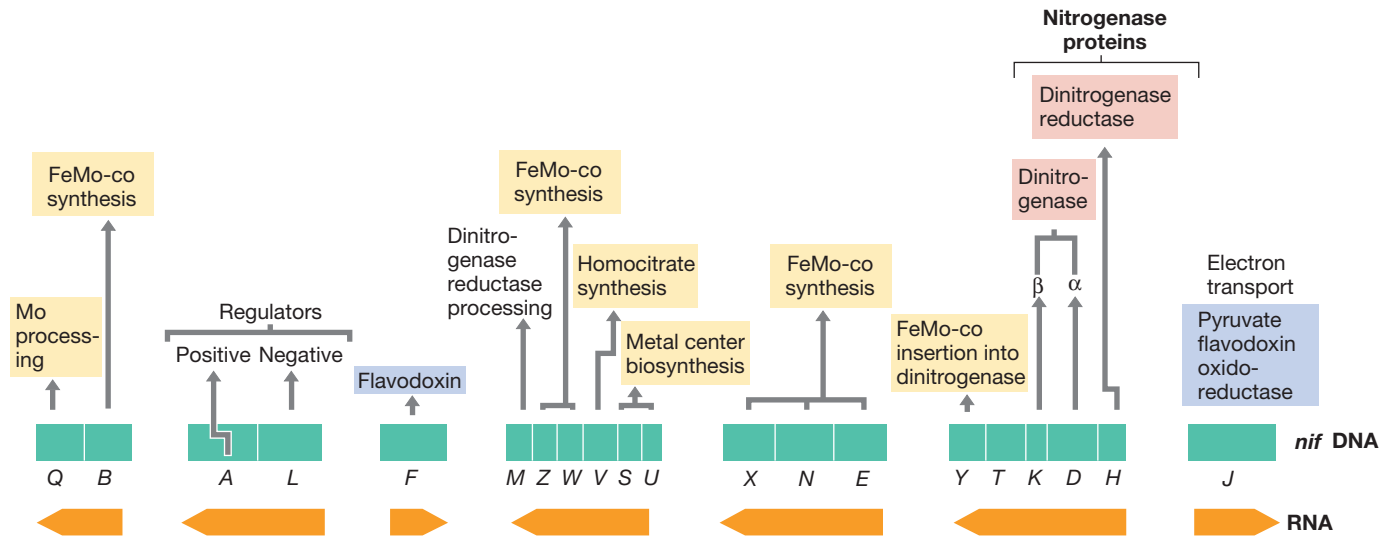 Nitrogenase
proteins
Dinitrogenase
reductase
FeMo-co
synthesis
FeMo-co
synthesis
Dinitro-
genase
Dinitro-
genase
reductase
processing
Homocitrate
synthesis
FeMo-co
synthesis
β α
Electron
transport
Mo
process-
ing
Regulators
Positive Negative
Flavodoxin
Metal center
biosynthesis
FeMo-co
insertion into
dinitrogenase
Pyruvate
flavodoxin
oxido-
reductase
nif DNA
Q B A L F M Z W V S U X N E Y T K D H J
RNA